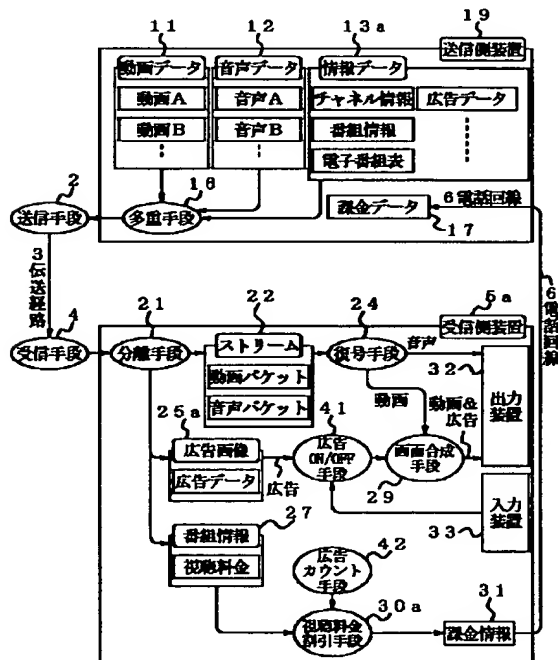 11
12
13a
19
送信側装置
動画データ
音声データ
情報データ
動画A
音声A
チャネル情報
広告データ
動画B
音声B
番組情報
電子番組表
2
16
送信手段
多重手段
課金データ
6電話回線
17
3伝送経路
4
21
22
24
5a
受信側装置
6電話回線
受信手段
分離手段
ストリーム
復号手段
音声
32
動画パケット
音声パケット
出力装置
25a
41
動画
動画&広告
広告画像
広告データ
広告
広告ON/OFF手段
画面合成手段
29
27
42
入力装置
33
番組情報
視聴料金
広告カウント手段
30a
31
視聴料金割引手段
課金情報